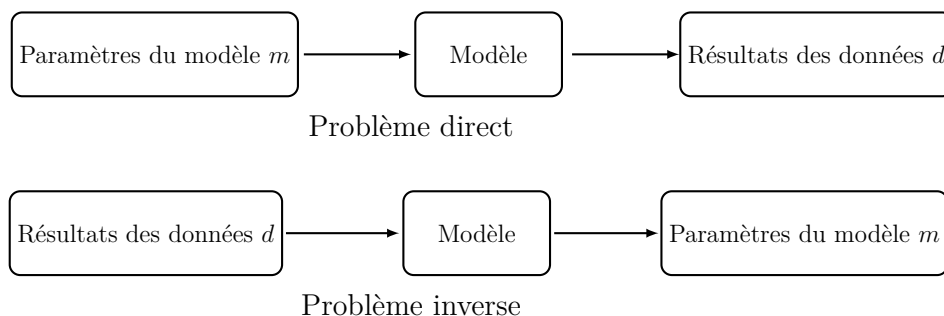 Paramètres du modèle m
Modèle
Résultats des données d
Problème direct
Résultats des données d
Modèle
Paramètres du modèle m
Problème inverse